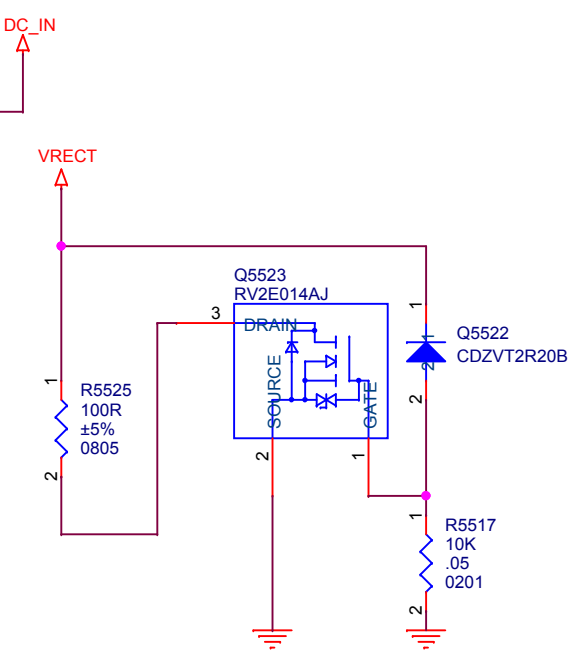 DC_IN
VRECT
Q5523
RV2E014AJ
3
DRAIN
SOURCE
GATE
2
1
1
R5525
100R
±5%
0805
2
1
1
Q5522
CDZVT2R20B
2
2
1
R5517
10K
.05
0201
2